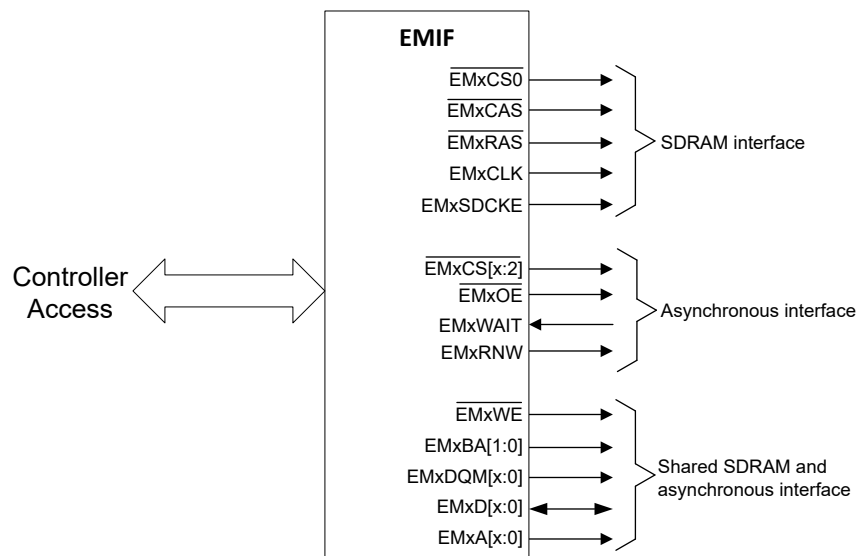 EMIF
EMxCS0
EMxCAS
EMxRAS
EMxCLK
EMxSDCKE
SDRAM interface
Controller
Access
EMxCS[x:2]
EMxOE
EMxWAIT
EMxRNW
Asynchronous interface
EMxWE
EMxBA[1:0]
EMxDQM[x:0]
EMxD[x:0]
EMxA[x:0]
Shared SDRAM and
asynchronous interface